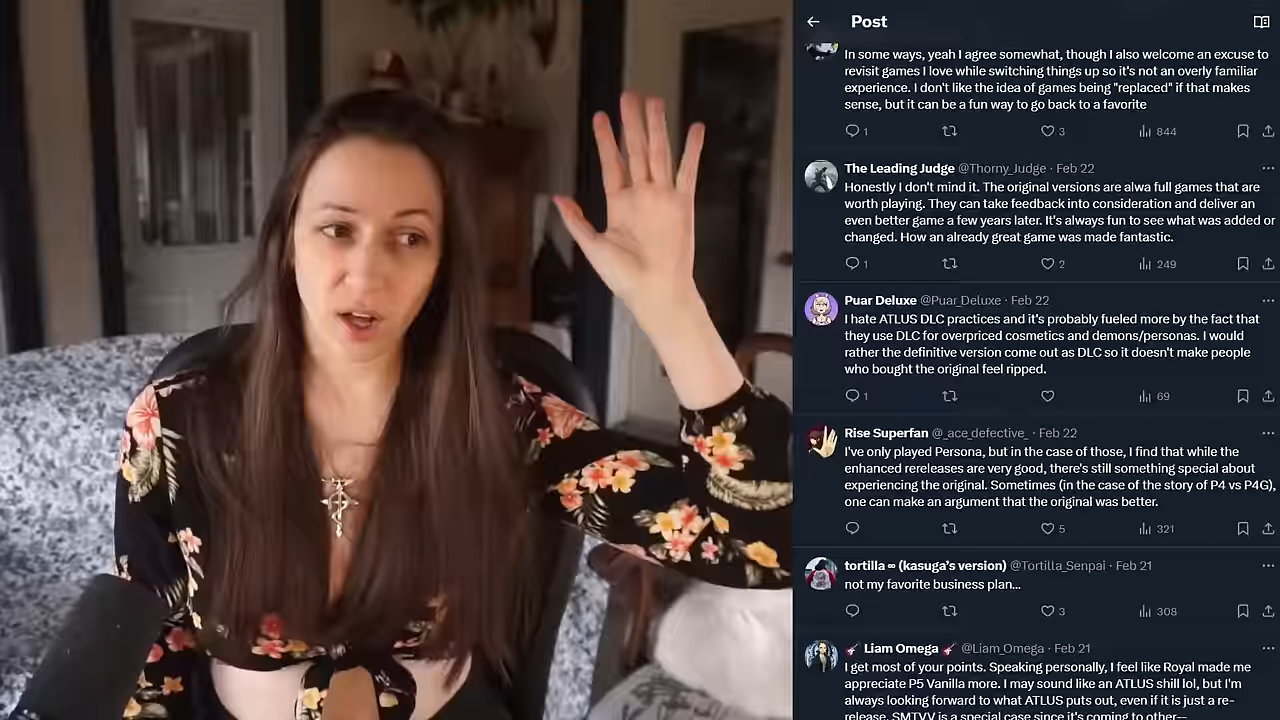 Post
In some ways, yeah I agree somewhat, though I also welcome an excuse to
revisit games I love while switching things up so it's not an overly familiar
experience. I don't like the idea of games being "replaced" if that makes
sense, but it can be a fun way to go back to a favorite
1 3 844
The Leading Judge @Thorny_Judge · Feb 22
Honestly I don't mind it. The original versions are alwa full games that are
worth playing. They can take feedback into consideration and deliver an
even better game a few years later. It's always fun to see what was added or
changed. How an already great game was made fantastic.
1 2 249
Puar Deluxe @Puar_Deluxe · Feb 22
I hate ATLUS DLC practices and it's probably fueled more by the fact that
they use DLC for overpriced cosmetics and demons/personas. I would
rather the definitive version come out as DLC so it doesn't make people
who bought the original feel ripped.
1 69
Rise Superfan @_ace_defective_ · Feb 22
I've only played Persona, but in the case of those, I find that while the
enhanced rereleases are very good, there's still something special about
experiencing the original. Sometimes (in the case of the story of P4 vs P4G),
one can make an argument that the original was better.
5 321
tortilla ∞ (kasuga's version) @Tortilla_Senpai · Feb 21
not my favorite business plan...
3 308
Liam Omega @Liam_Omega · Feb 21
I get most of your points. Speaking personally, I feel like Royal made me
appreciate P5 Vanilla more. I may sound like an ATLUS shill lol, but I'm
always looking forward to what ATLUS puts out, even if it is just a re-
release. SMTVV is a special case since it's coming to other--